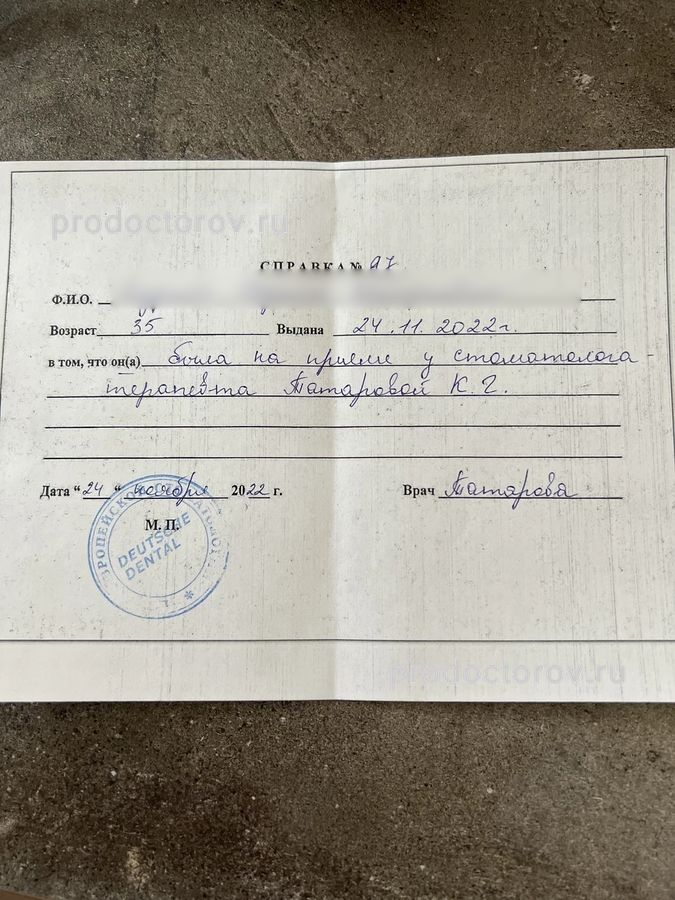 prodoctorov.ru
СПРАВКА №
Ф.И.О.
Возраст 35 Выдана 24.11.2022г.
в том, что он(а) была на приеме у стоматолога-
терапевта Татаровой К.Г.
Дата "24" ноября 2022 г. Врач Татарова
М. П.
DEUTSCHE
DENTAL
prodoctorov.ru